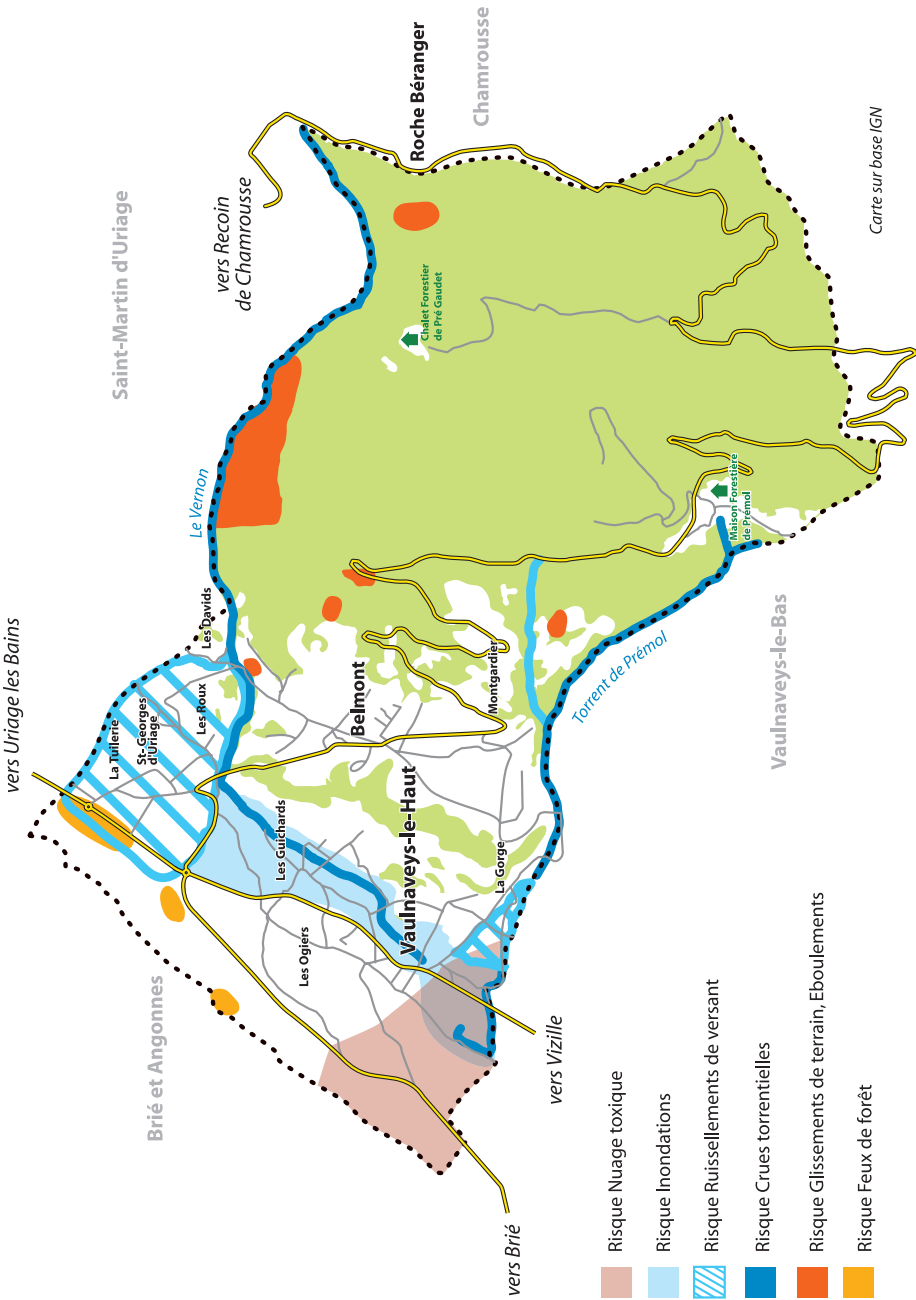 Chamrousse
Roche Béranger
Carte sur base IGN
vers Recoin
de Chamrousse
Saint-Martin d'Uriage
Chalet Forestier
de Pré Gaudet
Le Vernon
Maison Forestière
de Prémol
vers Uriage les Bains
Les Davids
Les Roux
St-Georges
d'Uriage
La Tuilerie
Belmont
Montgardier
Torrent de Prémol
Vaulnaveys-le-Bas
Les Guichards
Vaulnaveys-le-Haut
La Gorge
Les Ogiers
Brié et Angonnes
vers Vizille
vers Brié
Risque Nuage toxique
Risque Inondations
Risque Ruissellements de versant
Risque Crues torrentielles
Risque Glissements de terrain, Eboulements
Risque Feux de forêt